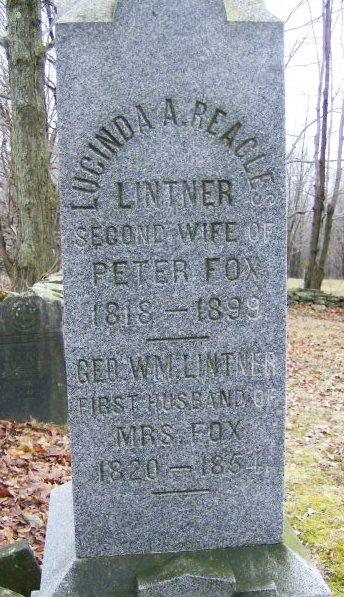 LUCINDA A. REAGLES
LINTNER
SECOND WIFE OF
PETER FOX
1818 — 1899
GEO. WM. LINTNER
FIRST HUSBAND OF
MRS. FOX
1820 — 1854